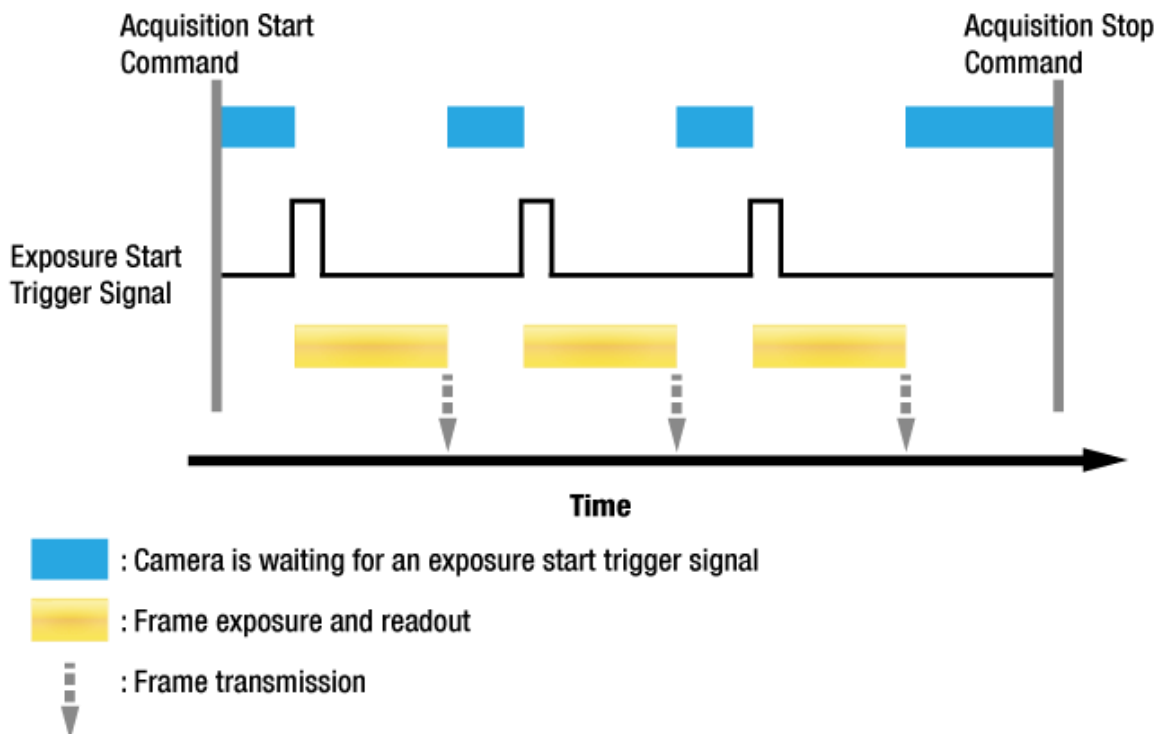 Acquisition Start
Command
Acquisition Stop
Command
Exposure Start
Trigger Signal
Time
: Camera is waiting for an exposure start trigger signal
: Frame exposure and readout
: Frame transmission